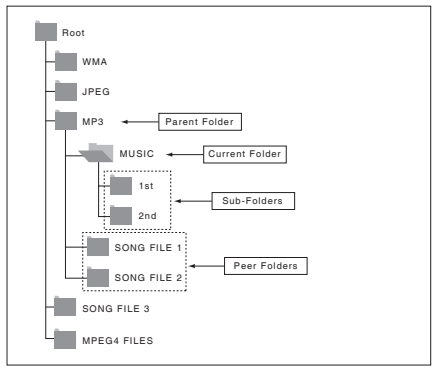 Root
WMA
JPEG
MP3
Parent Folder
MUSIC
Current Folder
1st
Sub-Folders
2nd
SONG FILE 1
Peer Folders
SONG FILE 2
SONG FILE 3
MPEG4 FILES